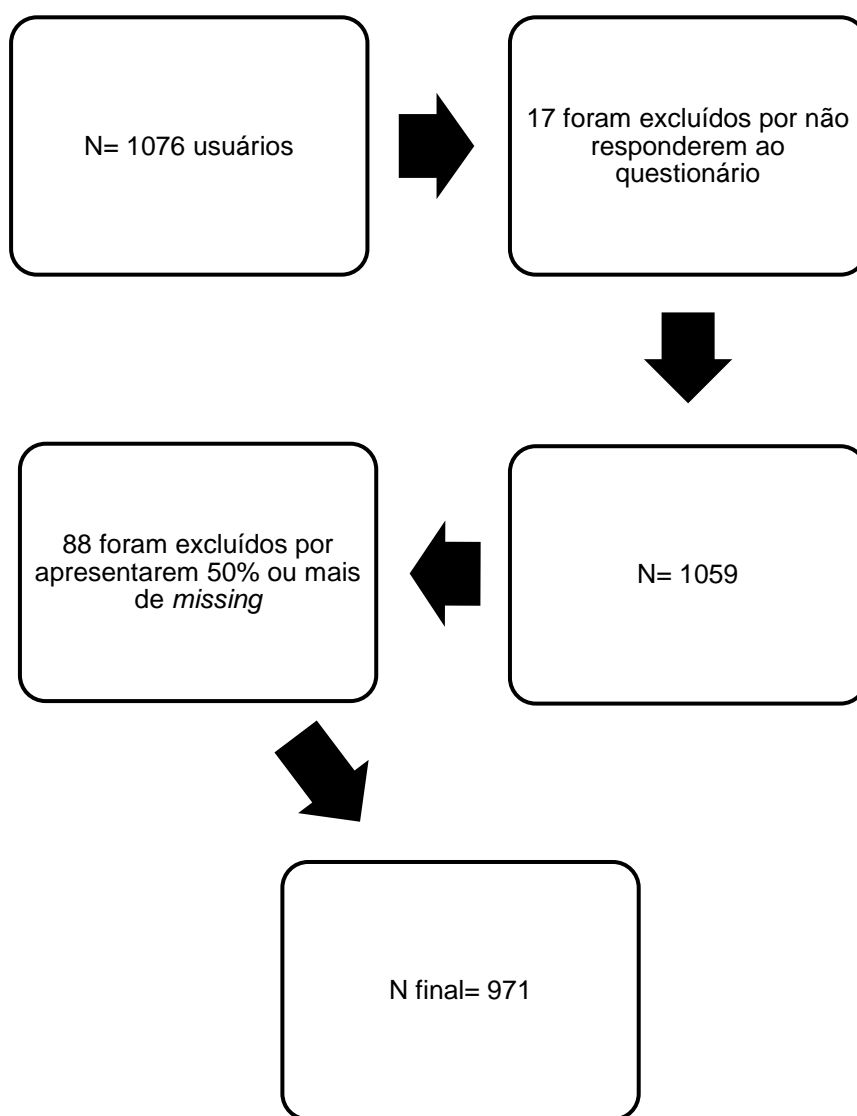 N= 1076 usuários
17 foram excluídos por não
responderem ao
questionário
N= 1059
88 foram excluídos por
apresentarem 50% ou mais
de missing
N final= 971